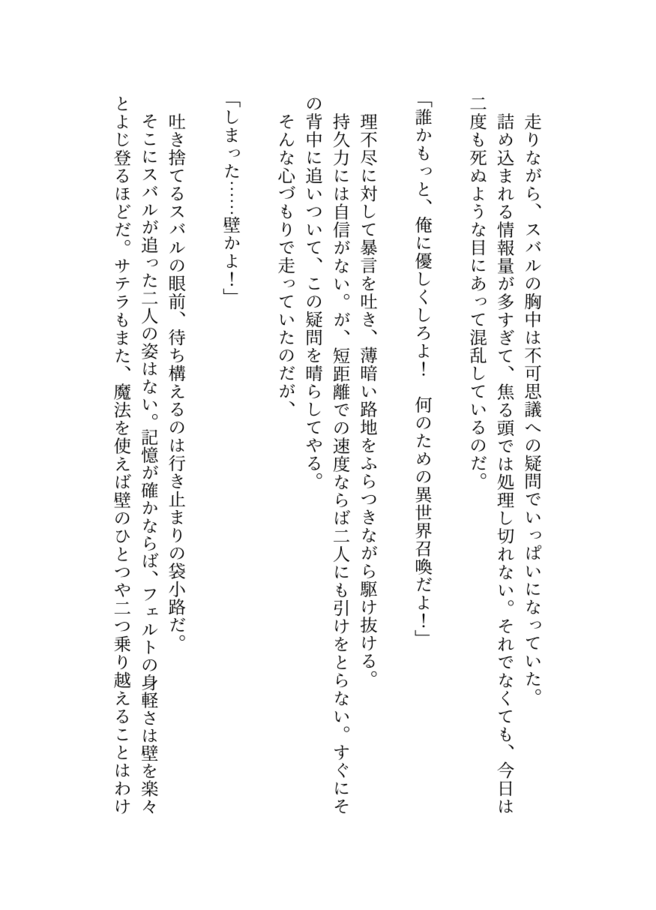 走りながら、スバルの胸中は不可思議への疑問でいっぱいになっていた。
　詰め込まれる情報量が多すぎて、焦る頭では処理し切れない。それでなくても、今日は
二度も死ぬような目にあって混乱しているのだ。
「誰かもっと、俺に優しくしろよ！　何のための異世界召喚だよ！」
　理不尽に対して暴言を吐き、薄暗い路地をふらつきながら駆け抜ける。
　持久力には自信がない。が、短距離での速度ならば二人にも引けをとらない。すぐにそ
の背中に追いついて、この疑問を晴らしてやる。
　そんな心づもりで走っていたのだが、
「しまった……壁かよ！」
　吐き捨てるスバルの眼前、待ち構えるのは行き止まりの袋小路だ。
　そこにスバルが追った二人の姿はない。記憶が確かならば、フェルトの身軽さは壁を楽々
とよじ登るほどだ。サテラもまた、魔法を使えば壁のひとつや二つ乗り越えることはわけ